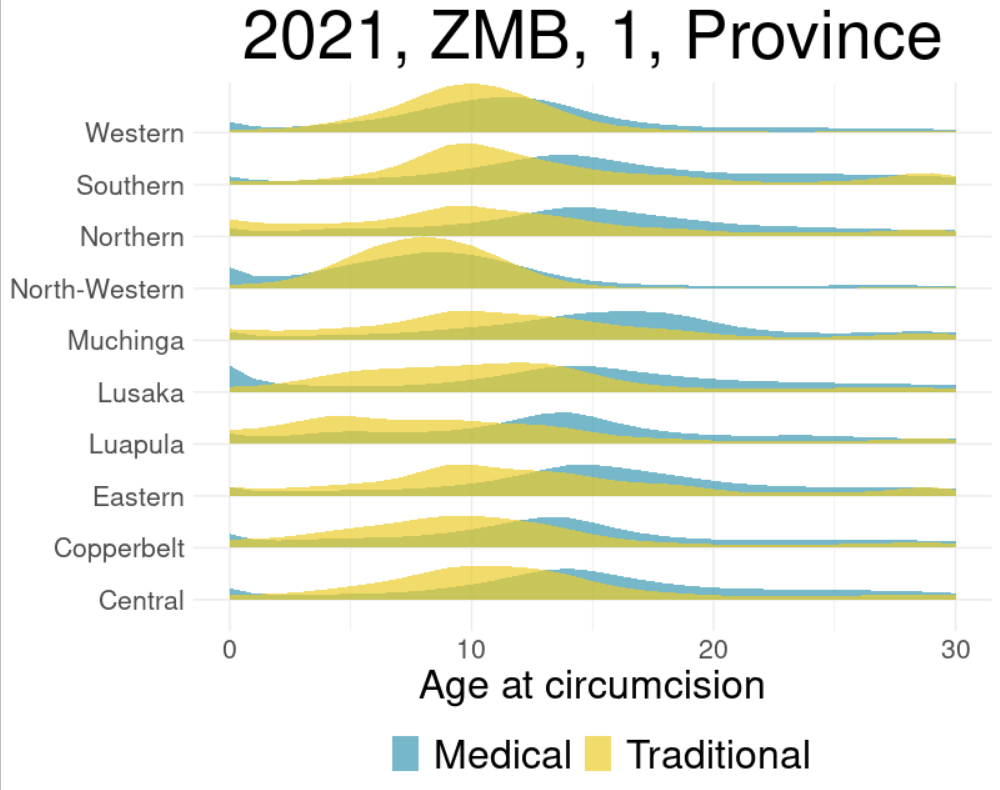 2021, ZMB, 1, Province
Western
Southern
Northern
North-Western
Muchinga
Lusaka
Luapula
Eastern
Copperbelt
Central
0 10 20 30
Age at circumcision
Medical Traditional